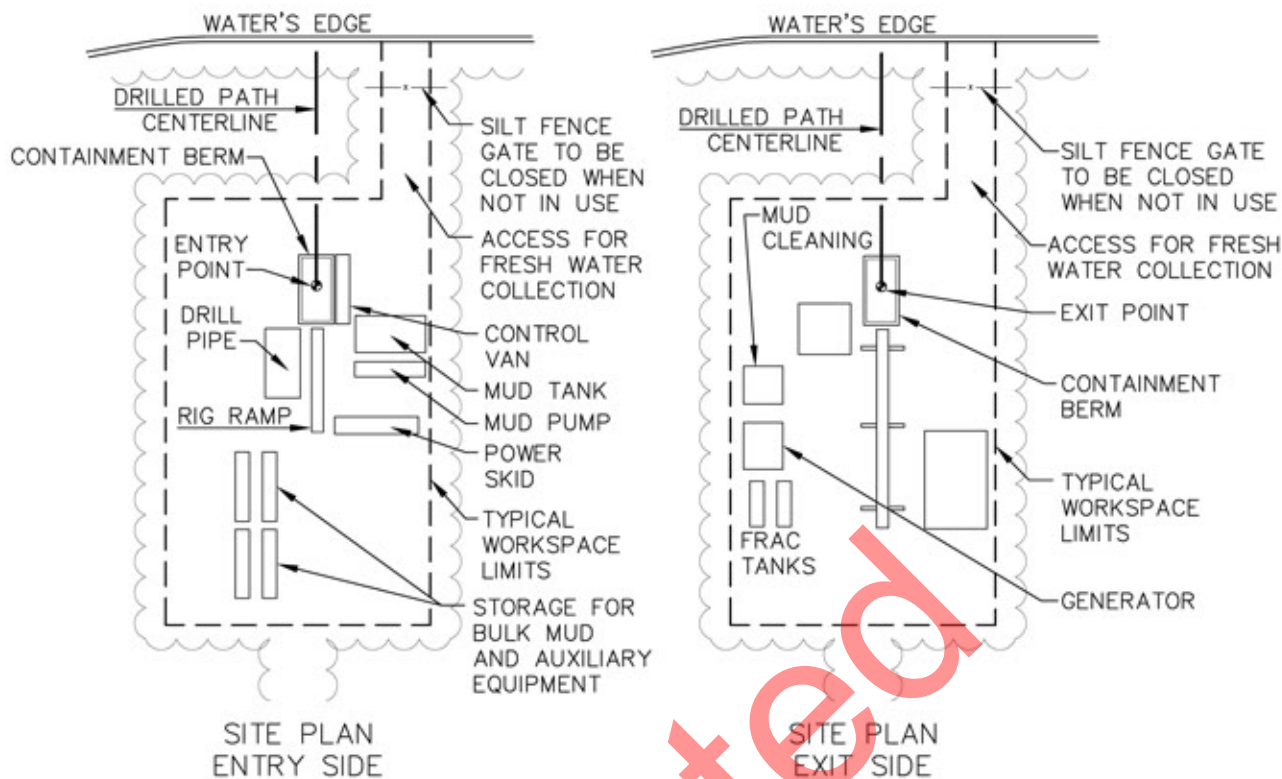 WATER'S EDGE
DRILLED PATH
CENTERLINE
CONTAINMENT BERM
SILT FENCE
GATE TO BE
CLOSED WHEN
NOT IN USE
ENTRY
POINT
ACCESS FOR
FRESH WATER
COLLECTION
DRILL
PIPE
CONTROL
VAN
MUD TANK
RIG RAMP
MUD PUMP
POWER
SKID
TYPICAL
WORKSPACE
LIMITS
STORAGE FOR
BULK MUD
AND AUXILIARY
EQUIPMENT
SITE PLAN
ENTRY SIDE
WATER'S EDGE
DRILLED PATH
CENTERLINE
SILT FENCE GATE
TO BE CLOSED
WHEN NOT IN USE
MUD
CLEANING
ACCESS FOR FRESH
WATER COLLECTION
EXIT POINT
CONTAINMENT
BERM
TYPICAL
WORKSPACE
LIMITS
FRAC
TANKS
GENERATOR
SITE PLAN
EXIT SIDE